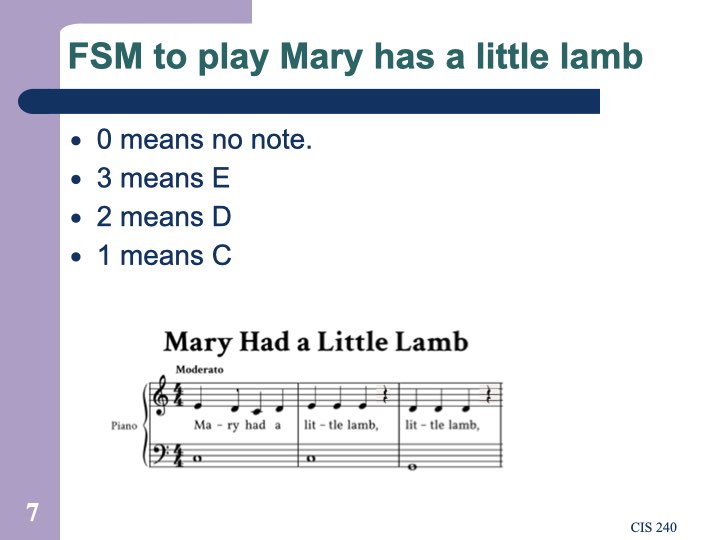 FSM to play Mary has a little lamb
• 0 means no note.
• 3 means E
• 2 means D
• 1 means C
Mary Had a Little Lamb
Moderato
Piano
Ma - ry had a lit - tle lamb, lit - tle lamb,
7
CIS 240